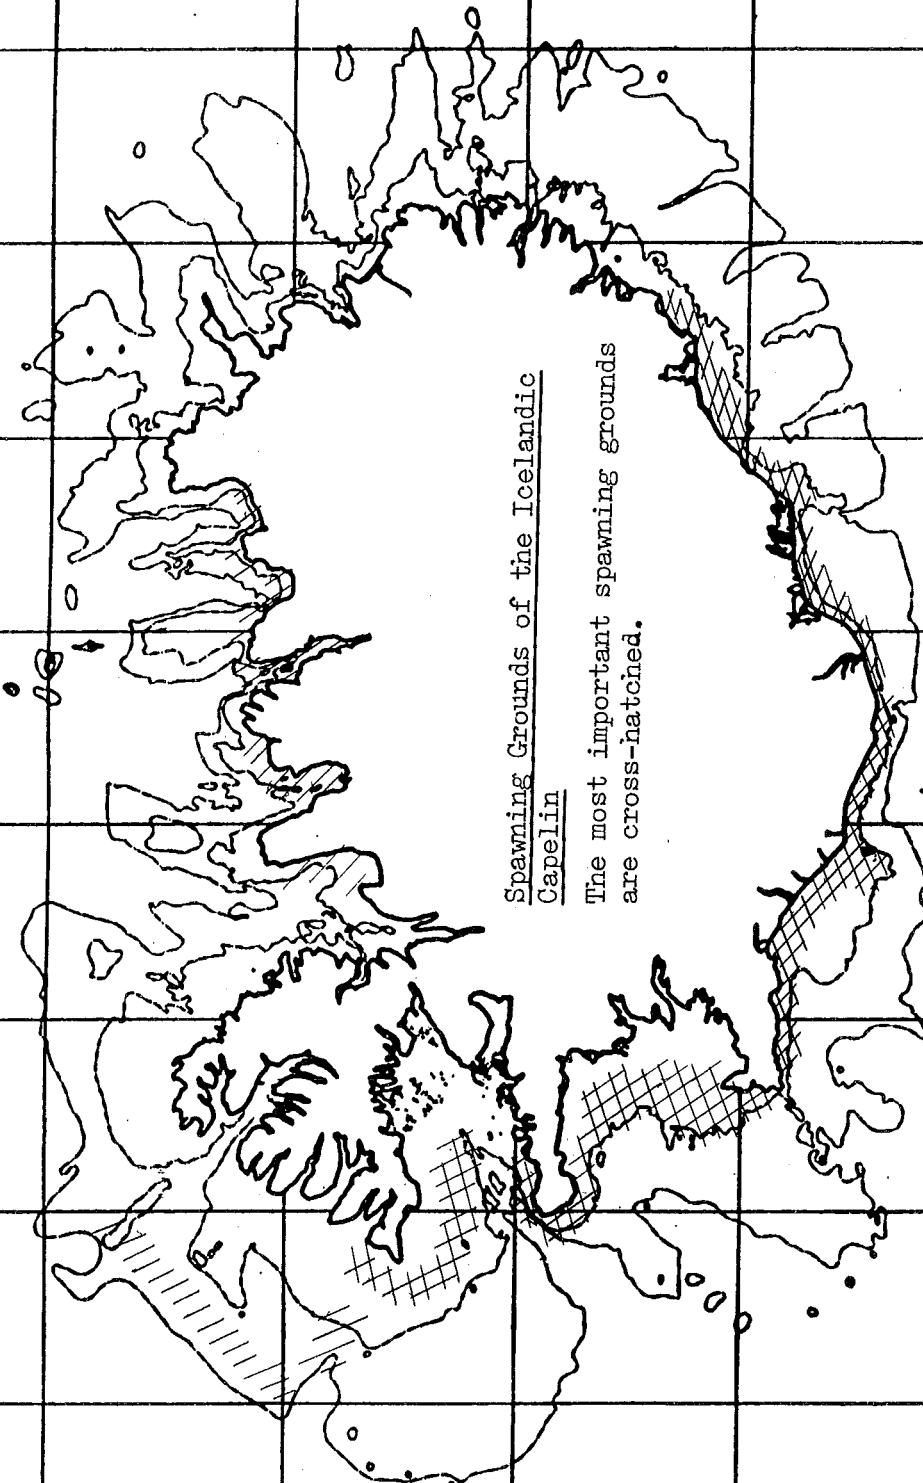 Spawning Grounds of the Icelandic
Capelin
The most important spawning grounds
are cross-hatched.